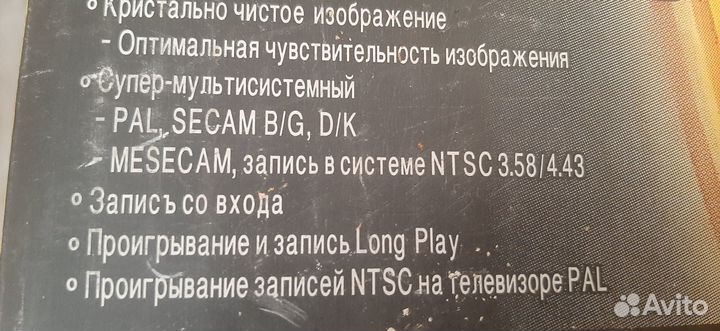 ° Кристально чистое изображение
- Оптимальная чувствительность изображения
° Супер-мультисистемный
- PAL, SECAM B/G, D/K
- MESECAM, запись в системе NTSC 3.58/4.43
° Записъ со входа
° Проигрывание и запись Long Play
° Проигрывание записей NTSC на телевизоре PAL
Avito